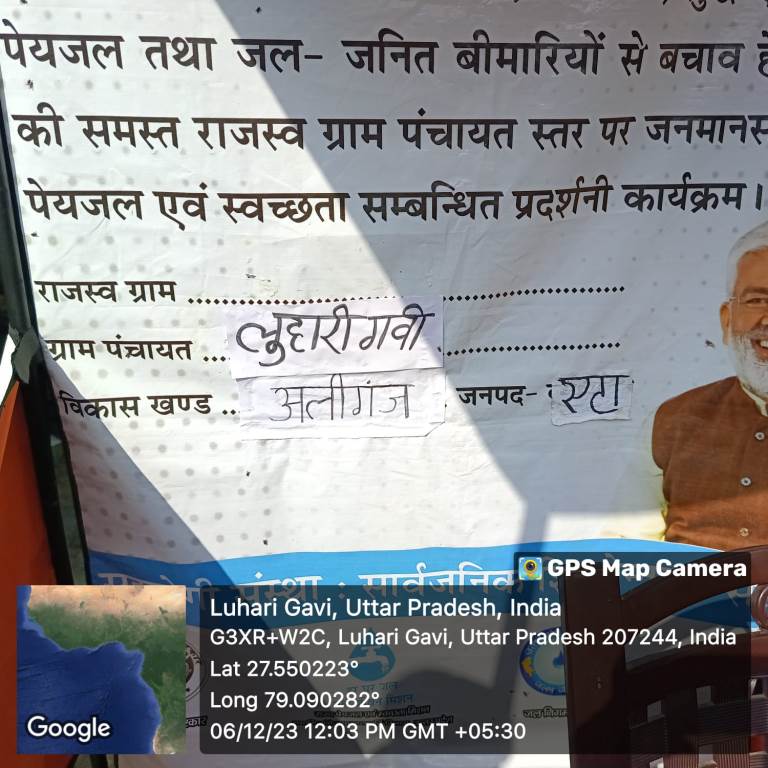 पेयजल तथा जल- जनित बीमारियों से बचाव
की समस्त राजस्व ग्राम पंचायत स्तर पर जनमानस
पेयजल एवं स्वच्छता सम्बन्धित प्रदर्शनी कार्यक्रम।
राजस्व ग्राम ........................................
ग्राम पंचायत ... लुहारी गवी ........................
विकास खण्ड .. अलीगंज . जनपद- एटा
संस्था : सार्वजनिक
GPS Map Camera
Luhari Gavi, Uttar Pradesh, India
G3XR+W2C, Luhari Gavi, Uttar Pradesh 207244, India
Lat 27.550223°
Long 79.090282°
06/12/23 12:03 PM GMT +05:30
Google